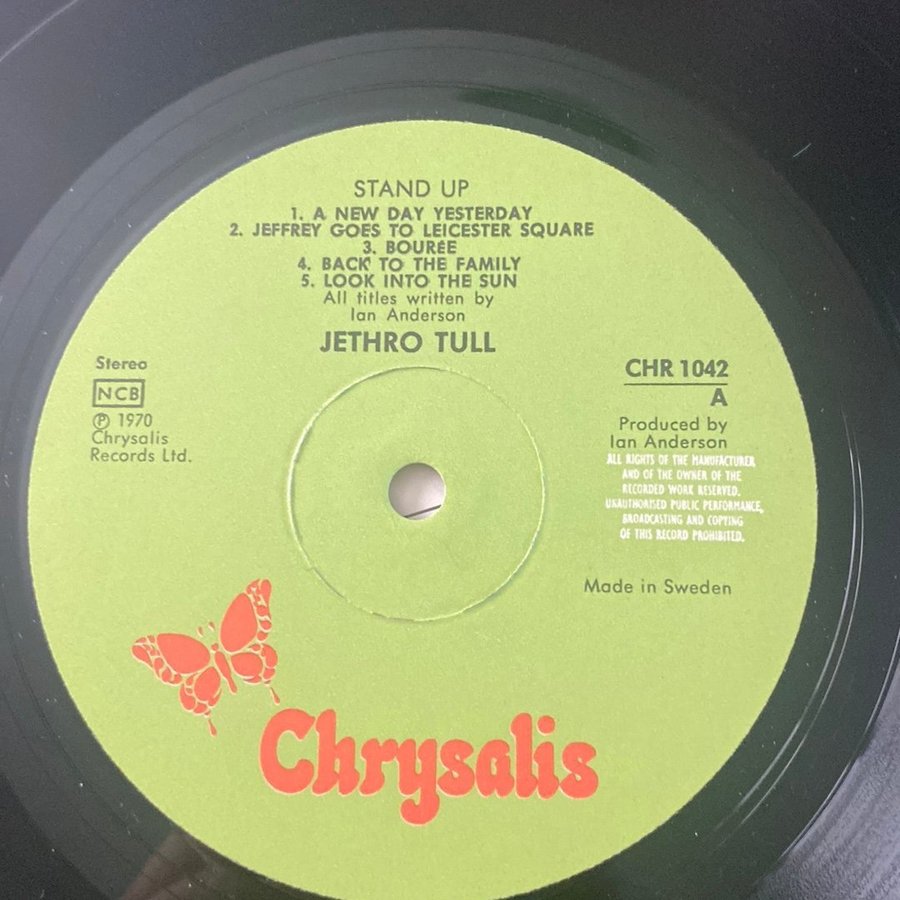 STAND UP
1. A NEW DAY YESTERDAY
2. JEFFREY GOES TO LEICESTER SQUARE
3. BOURÉE
4. BACK TO THE FAMILY
5. LOOK INTO THE SUN
All titles written by
Ian Anderson
JETHRO TULL
Stereo
NCB
Ⓟ 1970
Chrysalis
Records Ltd.
CHR 1042
A
Produced by
Ian Anderson
ALL RIGHTS OF THE MANUFACTURER
AND OF THE OWNER OF THE
RECORDED WORK RESERVED.
UNAUTHORISED PUBLIC PERFORMANCE,
BROADCASTING AND COPYING
OF THIS RECORD PROHIBITED.
Made in Sweden
Chrysalis